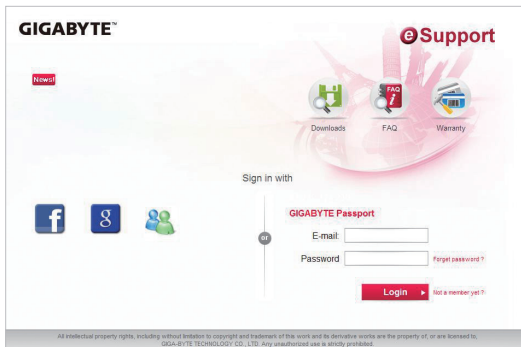 GIGABYTE™
eSupport
News!
FAQ
Downloads
FAQ
Warranty
Sign in with
f
g
or
GIGABYTE Passport
E-mail:
Password
Forget password ?
Login
Not a member yet ?
All intellectual property rights, including without limitation to copyright and trademark of this work and its derivative works are the property of, or are licensed to,
GIGA-BYTE TECHNOLOGY CO., LTD. Any unauthorized use is strictly prohibited.